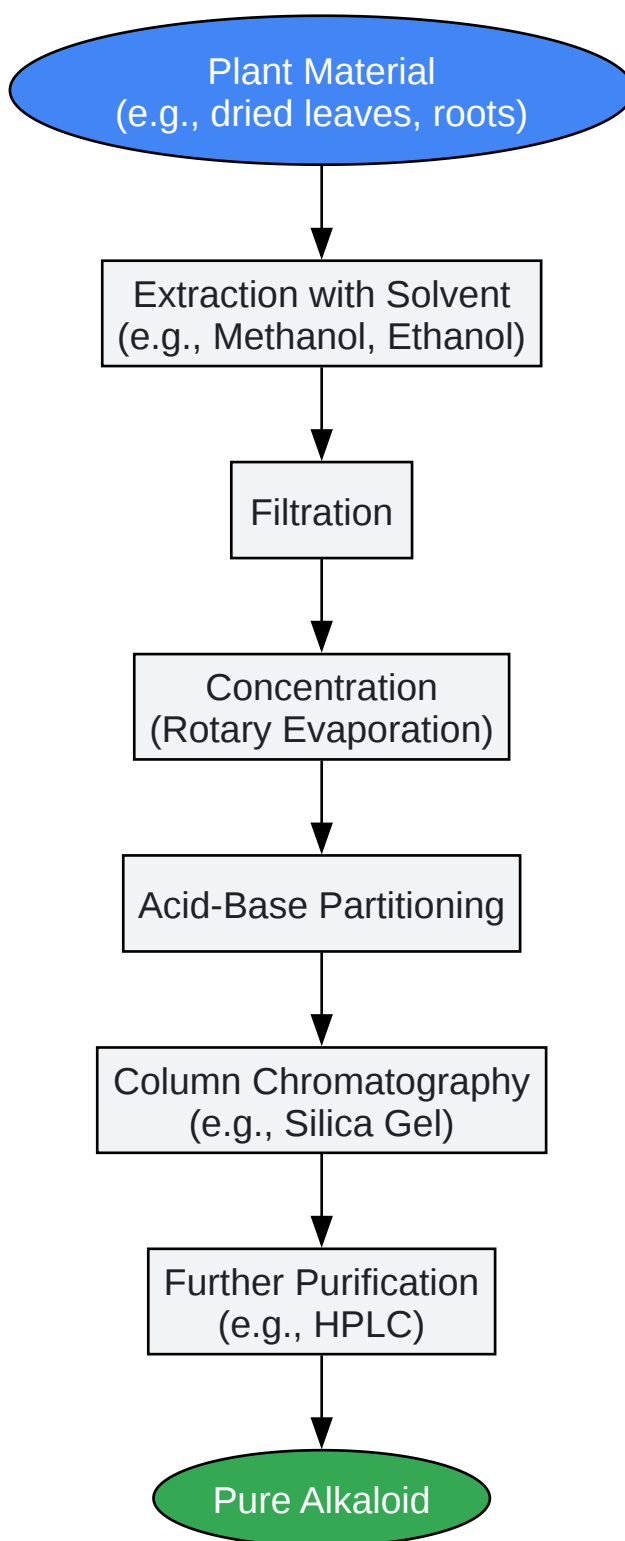 Plant Material
(e.g., dried leaves, roots)
Extraction with Solvent
(e.g., Methanol, Ethanol)
Filtration
Concentration
(Rotary Evaporation)
Acid-Base Partitioning
Column Chromatography
(e.g., Silica Gel)
Further Purification
(e.g., HPLC)
Pure Alkaloid